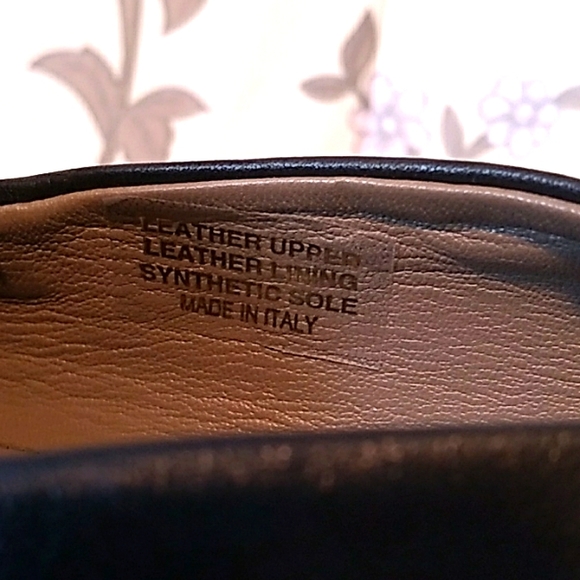 LEATHER UPPER
LEATHER LINING
SYNTHETIC SOLE
MADE IN ITALY